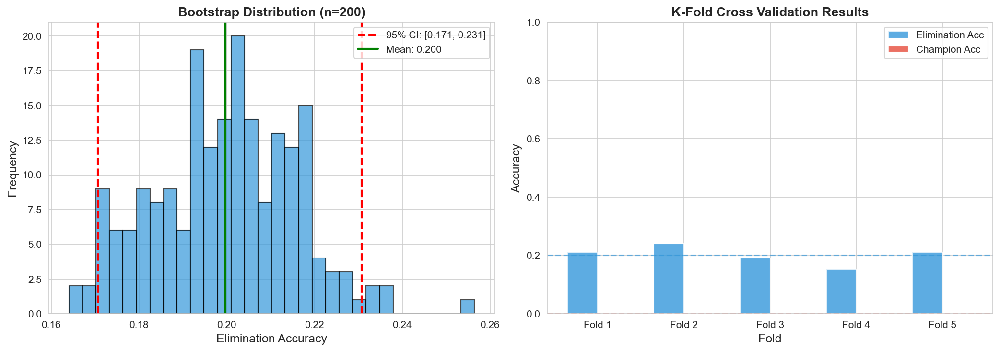 Bootstrap Distribution (n=200)
95% CI: [0.171, 0.231]
Mean: 0.200
Frequency
20.0
17.5
15.0
12.5
10.0
7.5
5.0
2.5
0.0
0.16 0.18 0.20 0.22 0.24 0.26
Elimination Accuracy
K-Fold Cross Validation Results
Elimination Acc
Champion Acc
Accuracy
1.0
0.8
0.6
0.4
0.2
0.0
Fold 1 Fold 2 Fold 3 Fold 4 Fold 5
Fold